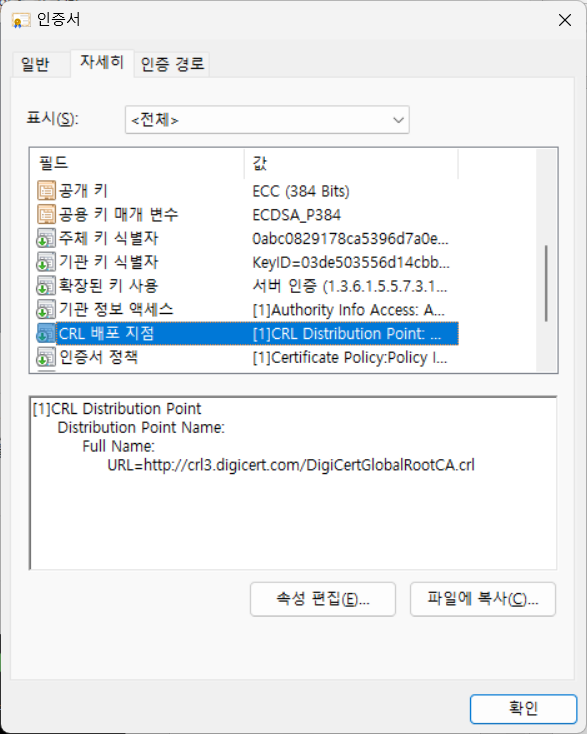 인증서
일반 자세히 인증 경로
표시(S): <전체>
필드 값
공개 키 ECC (384 Bits)
공용 키 매개 변수 ECDSA_P384
주체 키 식별자 0abc0829178ca5396d7a0e...
기관 키 식별자 KeyID=03de503556d14cbb...
확장된 키 사용 서버 인증 (1.3.6.1.5.5.7.3.1...
기관 정보 액세스 [1]Authority Info Access: A...
CRL 배포 지점 [1]CRL Distribution Point: ...
인증서 정책 [1]Certificate Policy:Policy I...
[1]CRL Distribution Point
Distribution Point Name:
Full Name:
URL=http://crl3.digicert.com/DigiCertGlobalRootCA.crl
속성 편집(E)... 파일에 복사(C)...
확인